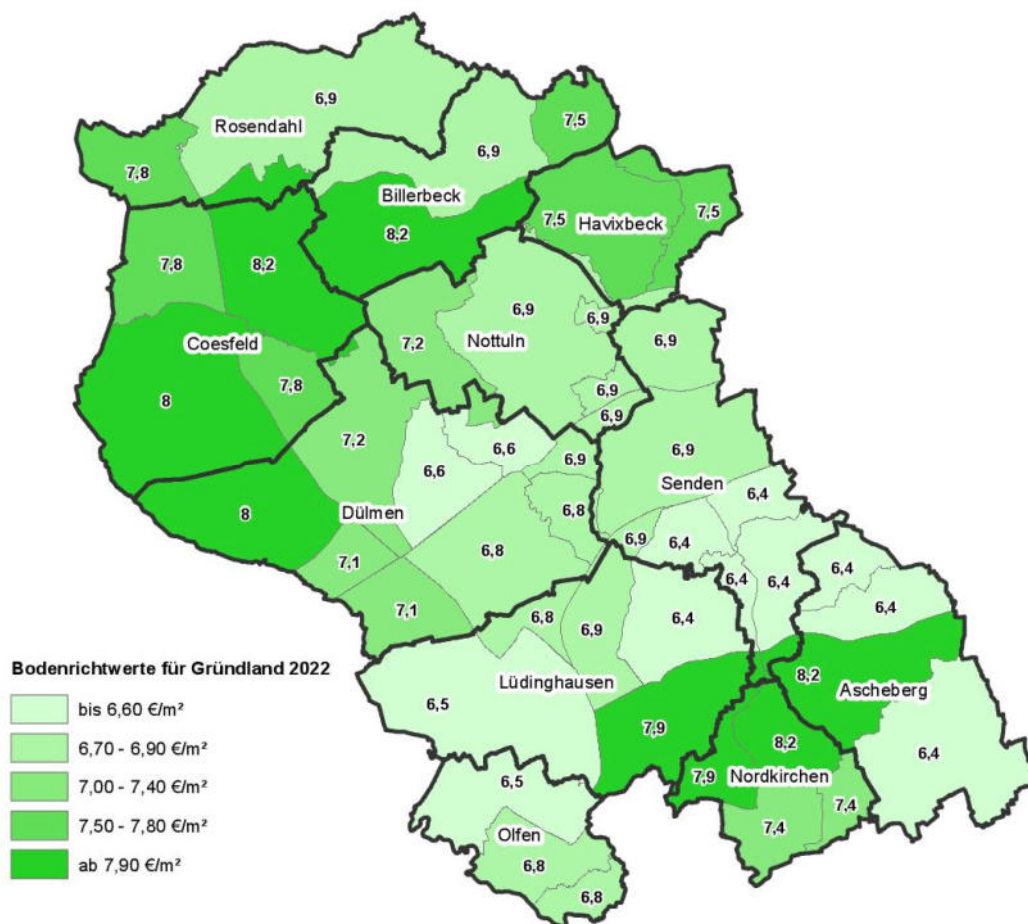 6,9
Rosendahl
7,5
7,8
6,9
Billerbeck
7,5
Havixbeck
7,5
8,2
7,8
8,2
6,9
6,9
Nottuln
7,2
6,9
Coesfeld
7,8
8
6,9
6,9
7,2
6,6
6,6
6,9
6,9
Senden
6,4
8
Dülmen
6,8
6,9
6,4
6,8
7,1
6,4
6,4
6,4
6,4
7,1
6,8
6,9
6,4
Bodenrichtwerte für Gründland 2022
Lüdinghausen
8,2
Ascheberg
bis 6,60 €/m²
6,5
7,9
8,2
6,4
6,70 - 6,90 €/m²
7,9
Nordkirchen
7,00 - 7,40 €/m²
6,5
7,4
7,50 - 7,80 €/m²
Olfen
7,4
ab 7,90 €/m²
6,8
6,8